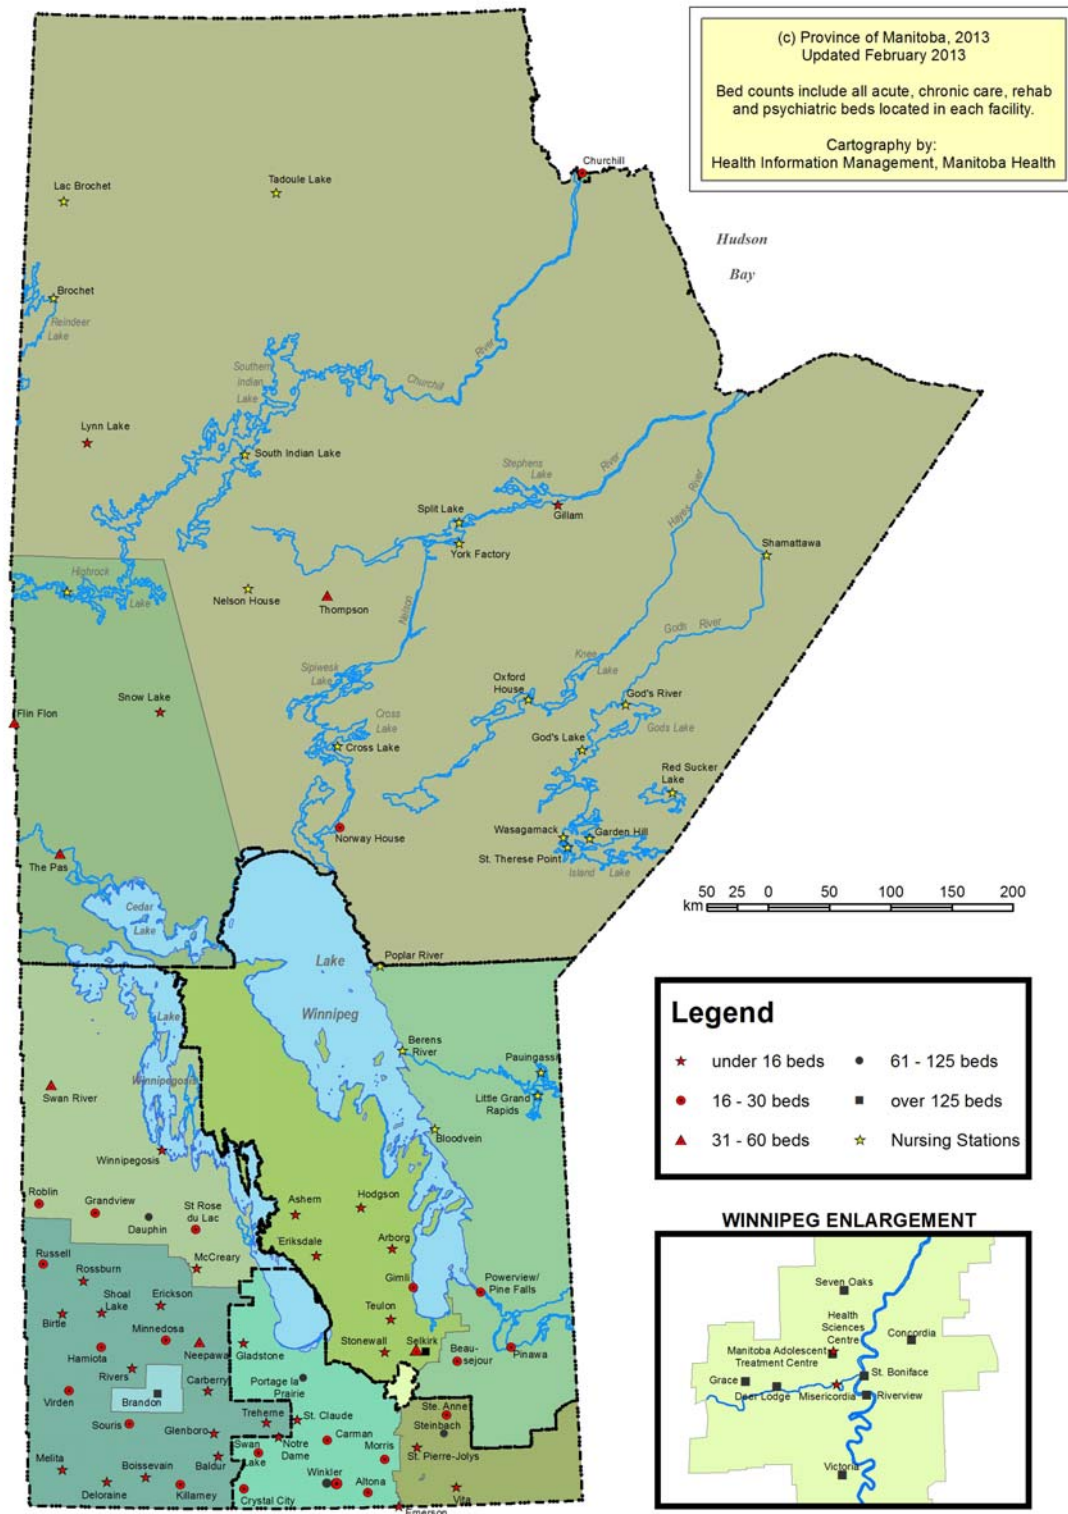 (c) Province of Manitoba, 2013
Updated February 2013
Bed counts include all acute, chronic care, rehab
and psychiatric beds located in each facility.
Cartography by:
Health Information Management, Manitoba Health
Churchill
Lac Brochet
Tadoule Lake
Hudson
Bay
Brochet
Reindeer
Lake
Southern
Indian
Lake
River
Churchill
Lynn Lake
South Indian Lake
Stephens
Lake
River
River
Hayes
Split Lake
Gillam
York Factory
Shamattawa
Highrock
Lake
Nelson House
Thompson
Nelson
Gods River
Knee
Lake
Sipiwesk
Lake
Oxford
House
God's River
Snow Lake
Flin Flon
Cross
Lake
Gods Lake
Cross Lake
God's Lake
Red Sucker
Lake
Norway House
Wasagamack
Garden Hill
St. Therese Point
Island Lake
The Pas
Cedar
Lake
50 25 0 50 100 150 200
km
Poplar River
Lake
Winnipeg
Lake
Winnipegosis
Berens
River
Pauingassi
Little Grand
Rapids
Bloodvein
Swan River
Winnipegosis
Legend
under 16 beds
61 - 125 beds
16 - 30 beds
over 125 beds
31 - 60 beds
Nursing Stations
Roblin
Grandview
Dauphin
St Rose
du Lac
Ashern
Hodgson
McCreary
Eriksdale
Arborg
Russell
Rossburn
Gimli
Powerview/
Pine Falls
Shoal
Lake
Erickson
Birtle
Minnedosa
Teulon
Hamiota
Neepawa
Gladstone
Stonewall
Selkirk
Beau-
sejour
Pinawa
Rivers
Carberry
Portage la
Prairie
Virden
Brandon
Souris
Glenboro
Treherne
St. Claude
Ste. Anne
Steinbach
Notre
Dame
Carman
Swan
Lake
Morris
St. Pierre-Jolys
Melita
Boissevain
Baldur
Winkler
Deloraine
Killarney
Crystal City
Altona
Vita
Emerson
WINNIPEG ENLARGEMENT
Seven Oaks
Health
Sciences
Centre
Concordia
Manitoba Adolescent
Treatment Centre
St. Boniface
Grace
Deer Lodge
Misericordia
Riverview
Victoria